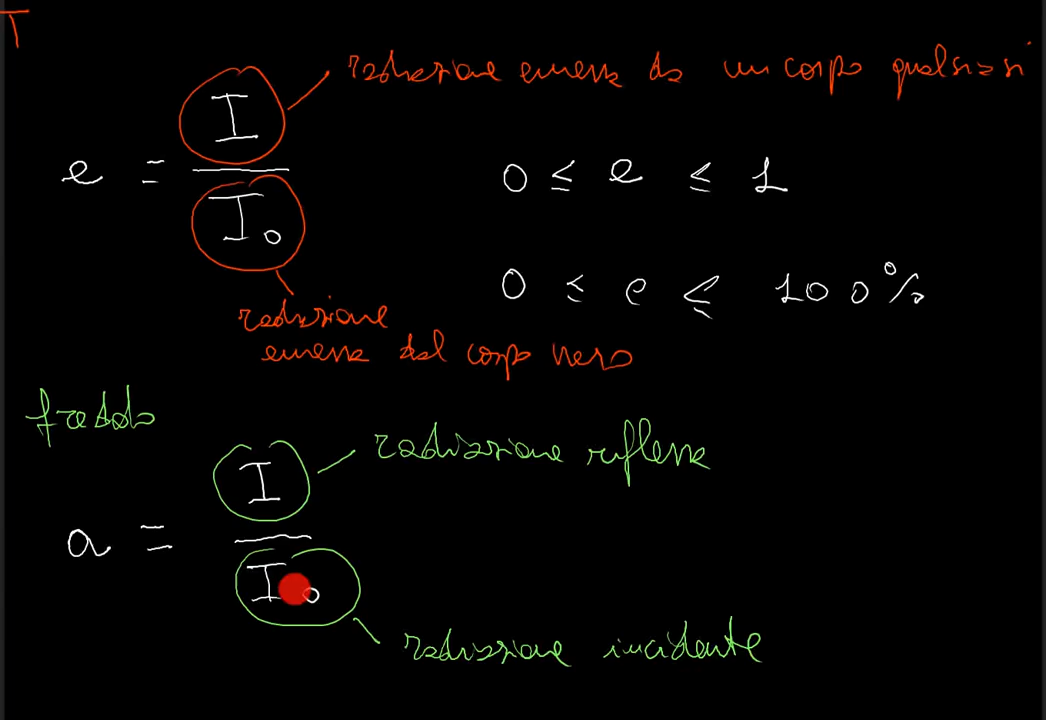 T
radiazione emessa da un corpo qualsiasi
e = I / I₀
0 ≤ e ≤ 1
0 ≤ e ≤ 100%
radiazione
emessa dal corpo nero
freddo
a = I / I₀
radiazione riflessa
radiazione incidente